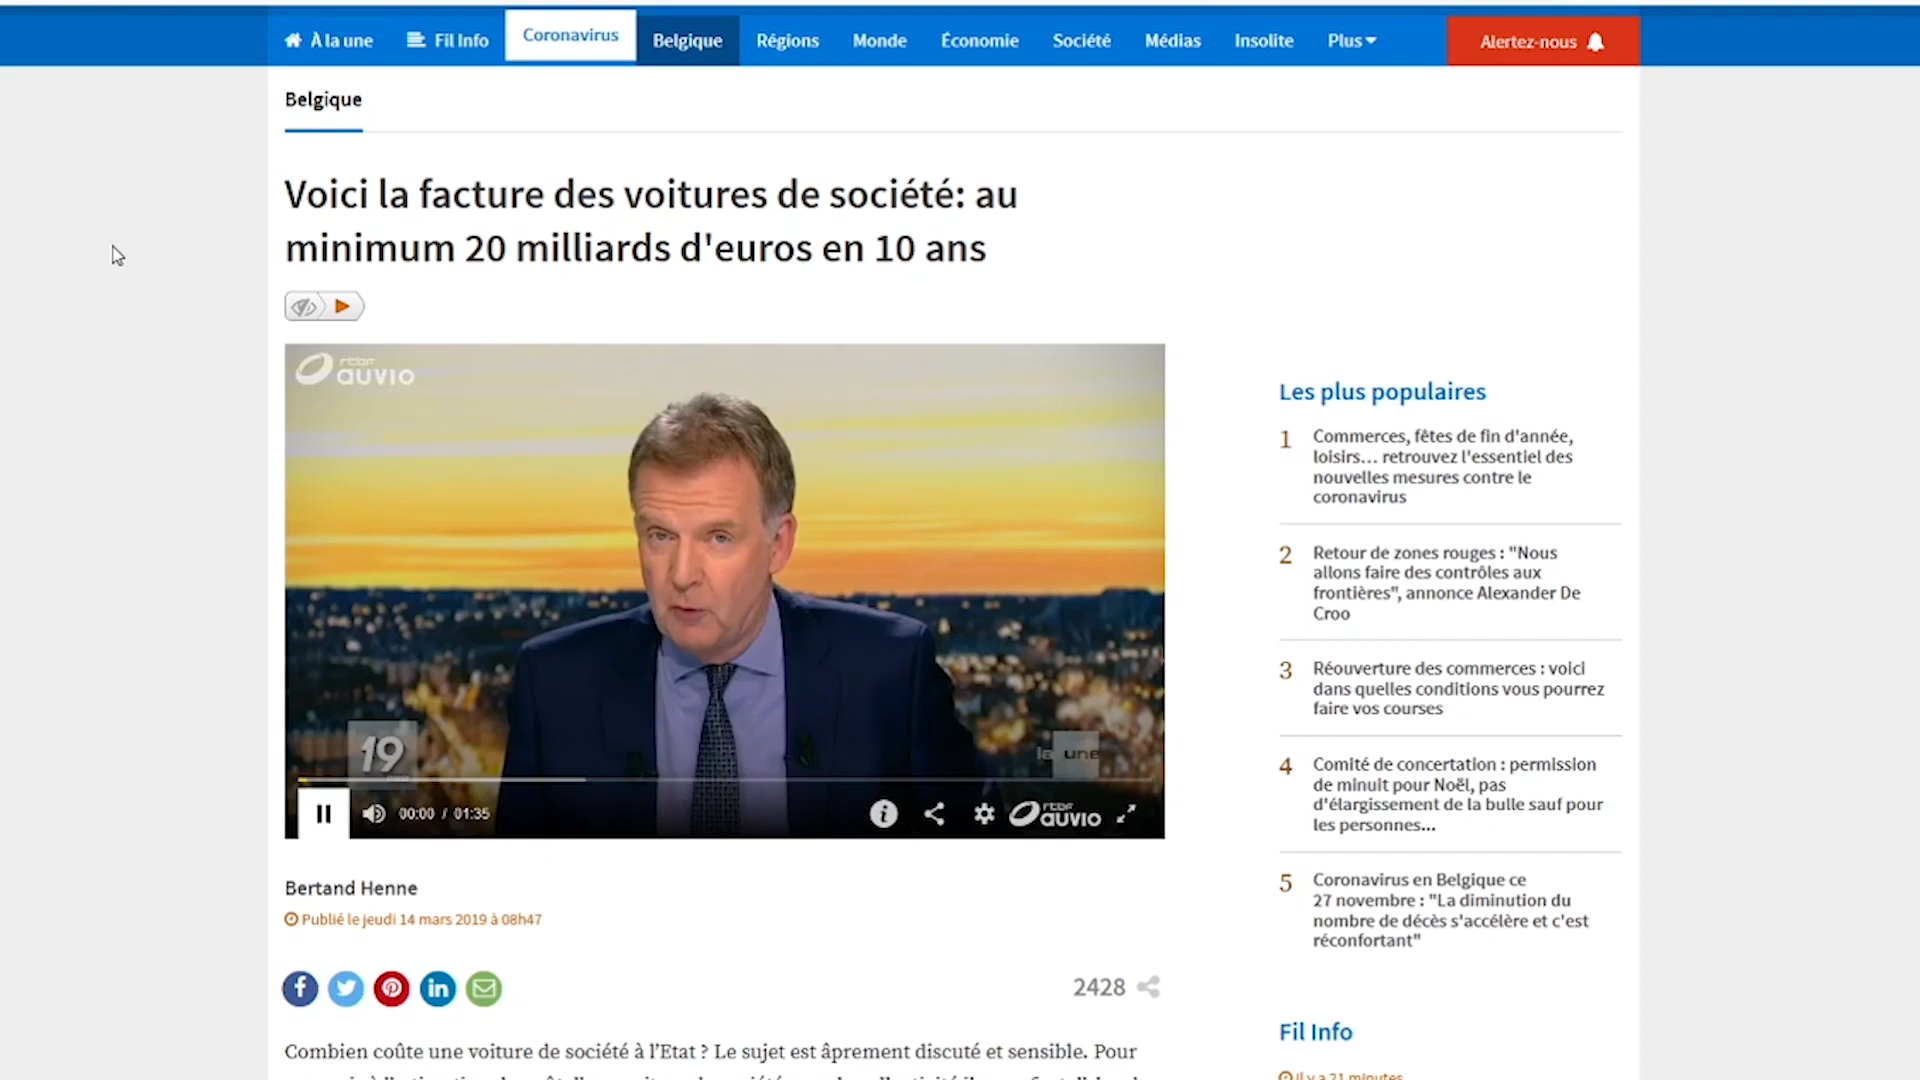 À la une
Fil Info
Coronavirus
Belgique
Régions
Monde
Économie
Société
Médias
Insolite
Plus
Alertez-nous
Belgique
Voici la facture des voitures de société: au
minimum 20 milliards d'euros en 10 ans
rtbf
auvio
19
la une
00:00 / 01:35
rtbf
auvio
Bertand Henne
Publié le jeudi 14 mars 2019 à 08h47
2428
Combien coûte une voiture de société à l'Etat ? Le sujet est âprement discuté et sensible. Pour
Les plus populaires
1 Commerces, fêtes de fin d'année,
loisirs... retrouvez l'essentiel des
nouvelles mesures contre le
coronavirus
2 Retour de zones rouges : "Nous
allons faire des contrôles aux
frontières", annonce Alexander De
Croo
3 Réouverture des commerces : voici
dans quelles conditions vous pourrez
faire vos courses
4 Comité de concertation : permission
de minuit pour Noël, pas
d'élargissement de la bulle sauf pour
les personnes...
5 Coronavirus en Belgique ce
27 novembre : "La diminution du
nombre de décès s'accélère et c'est
réconfortant"
Fil Info
il y a 21 minutes